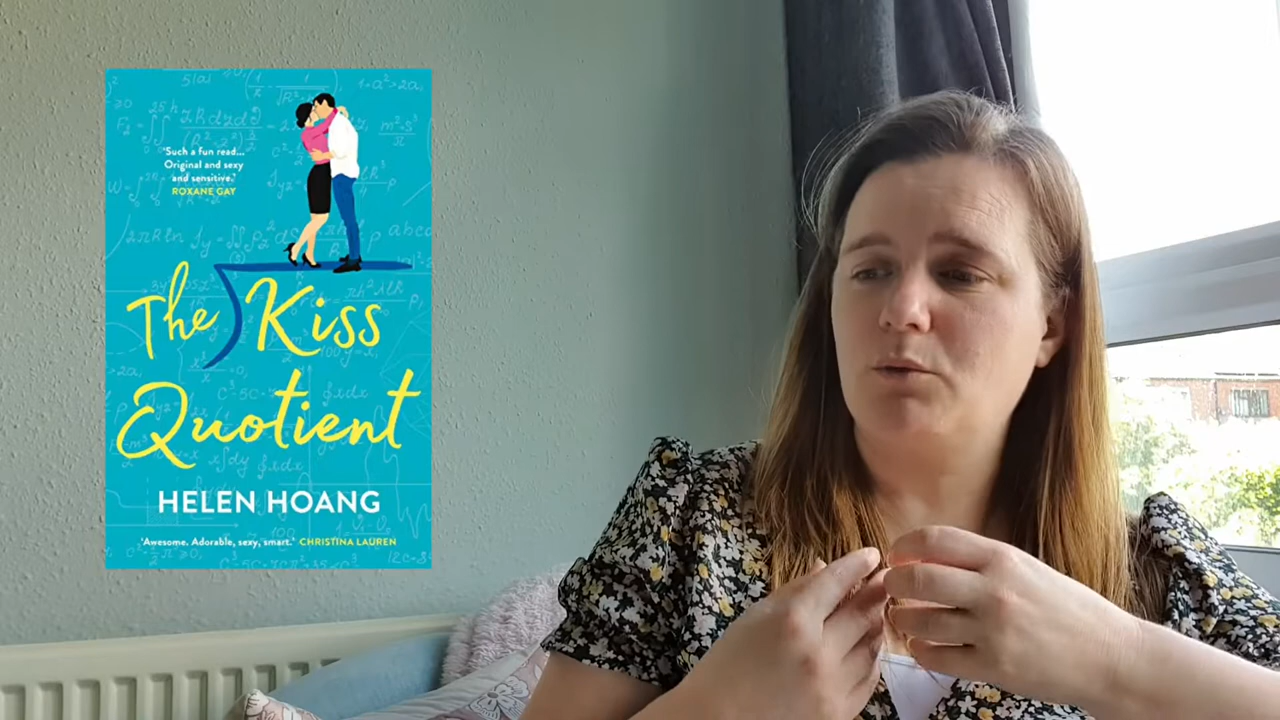 'Such a fun read...
Original and sexy
and sensitive.'
ROXANE GAY
The Kiss
Quotient
HELEN HOANG
'Awesome. Adorable, sexy, smart.' CHRISTINA LAUREN